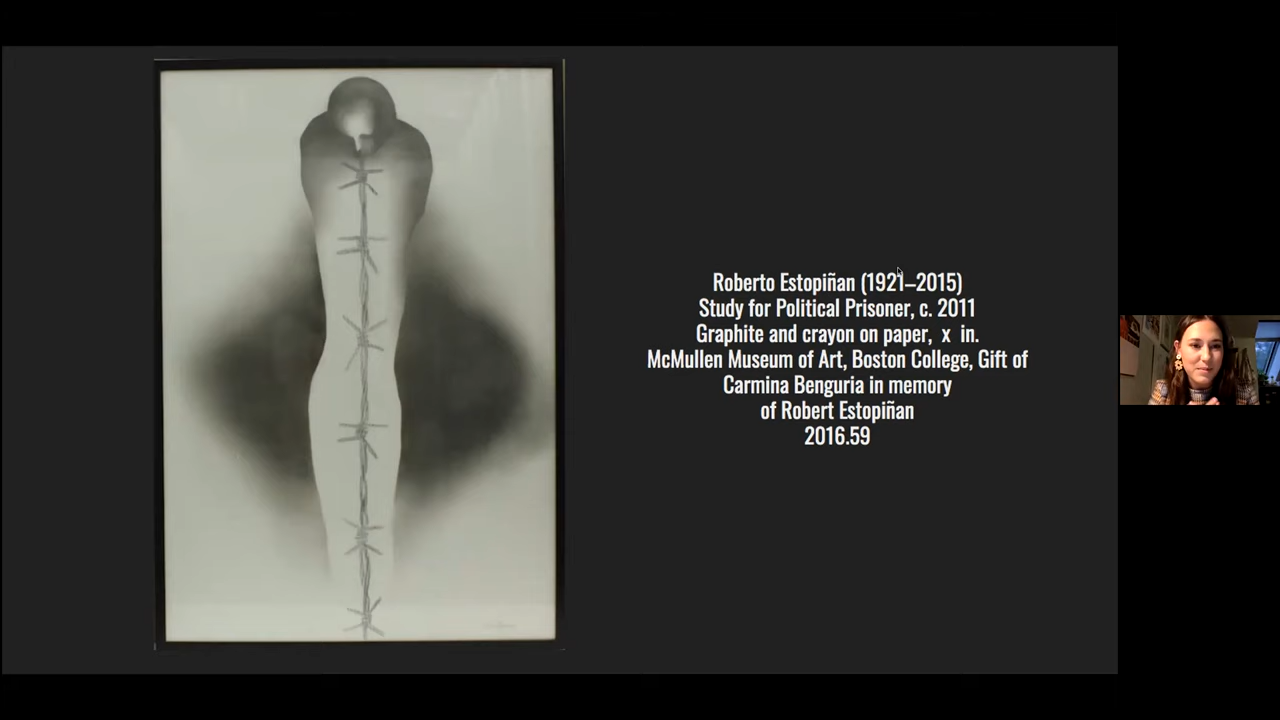 Roberto Estopiñan (1921–2015)
Study for Political Prisoner, c. 2011
Graphite and crayon on paper, x in.
McMullen Museum of Art, Boston College, Gift of
Carmina Benguria in memory
of Robert Estopiñan
2016.59